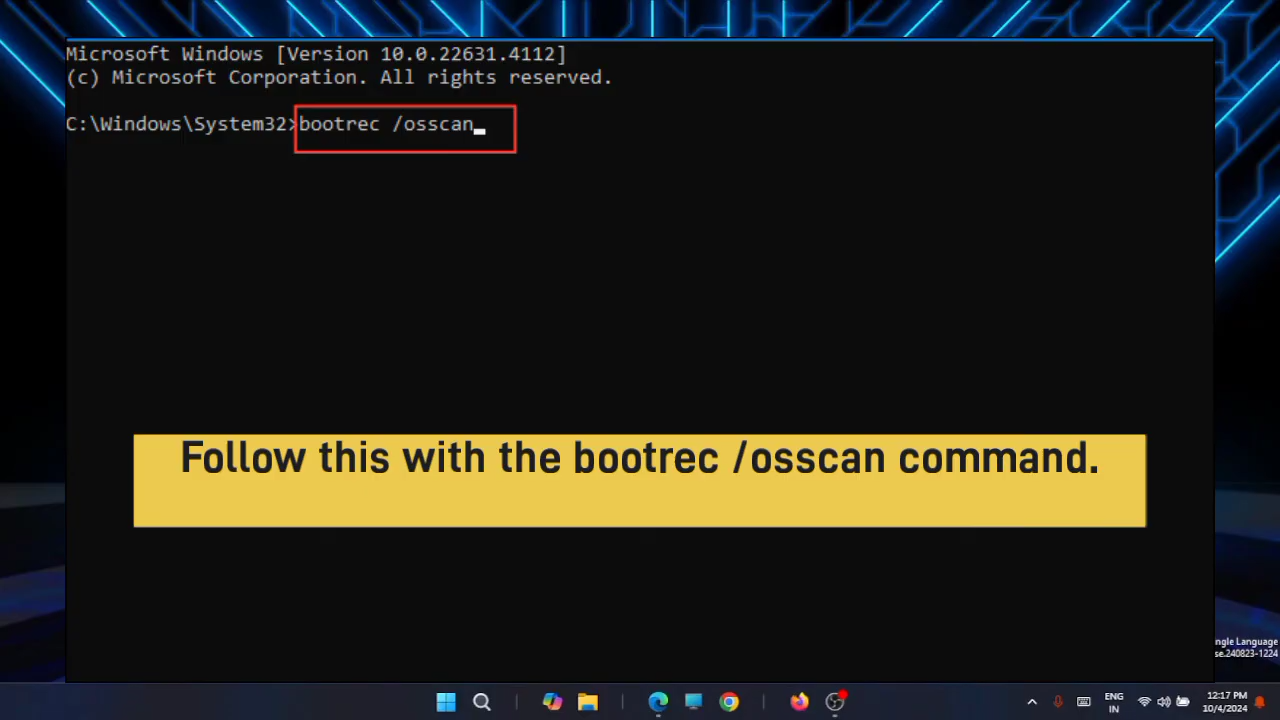 Microsoft Windows [Version 10.0.22631.4112]
(c) Microsoft Corporation. All rights reserved.
C:\Windows\System32>bootrec /osscan
Follow this with the bootrec /osscan command.
ngle Language
se.240823-1224
ENG
IN
12:17 PM
10/4/2024